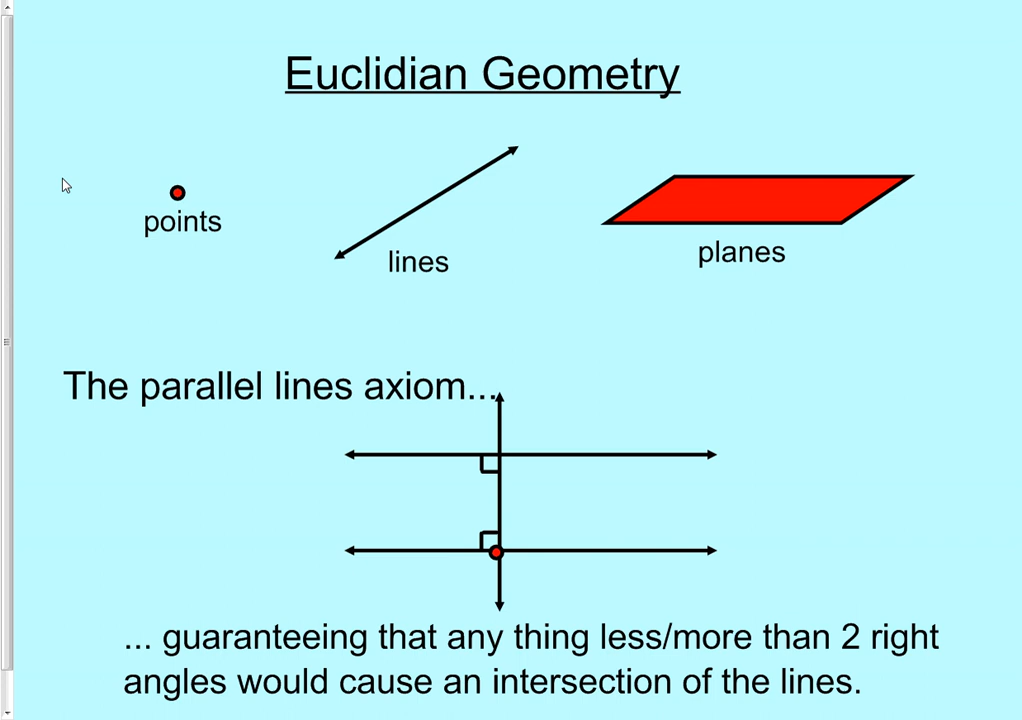 Euclidian Geometry
points
lines
planes
The parallel lines axiom...
... guaranteeing that any thing less/more than 2 right
angles would cause an intersection of the lines.